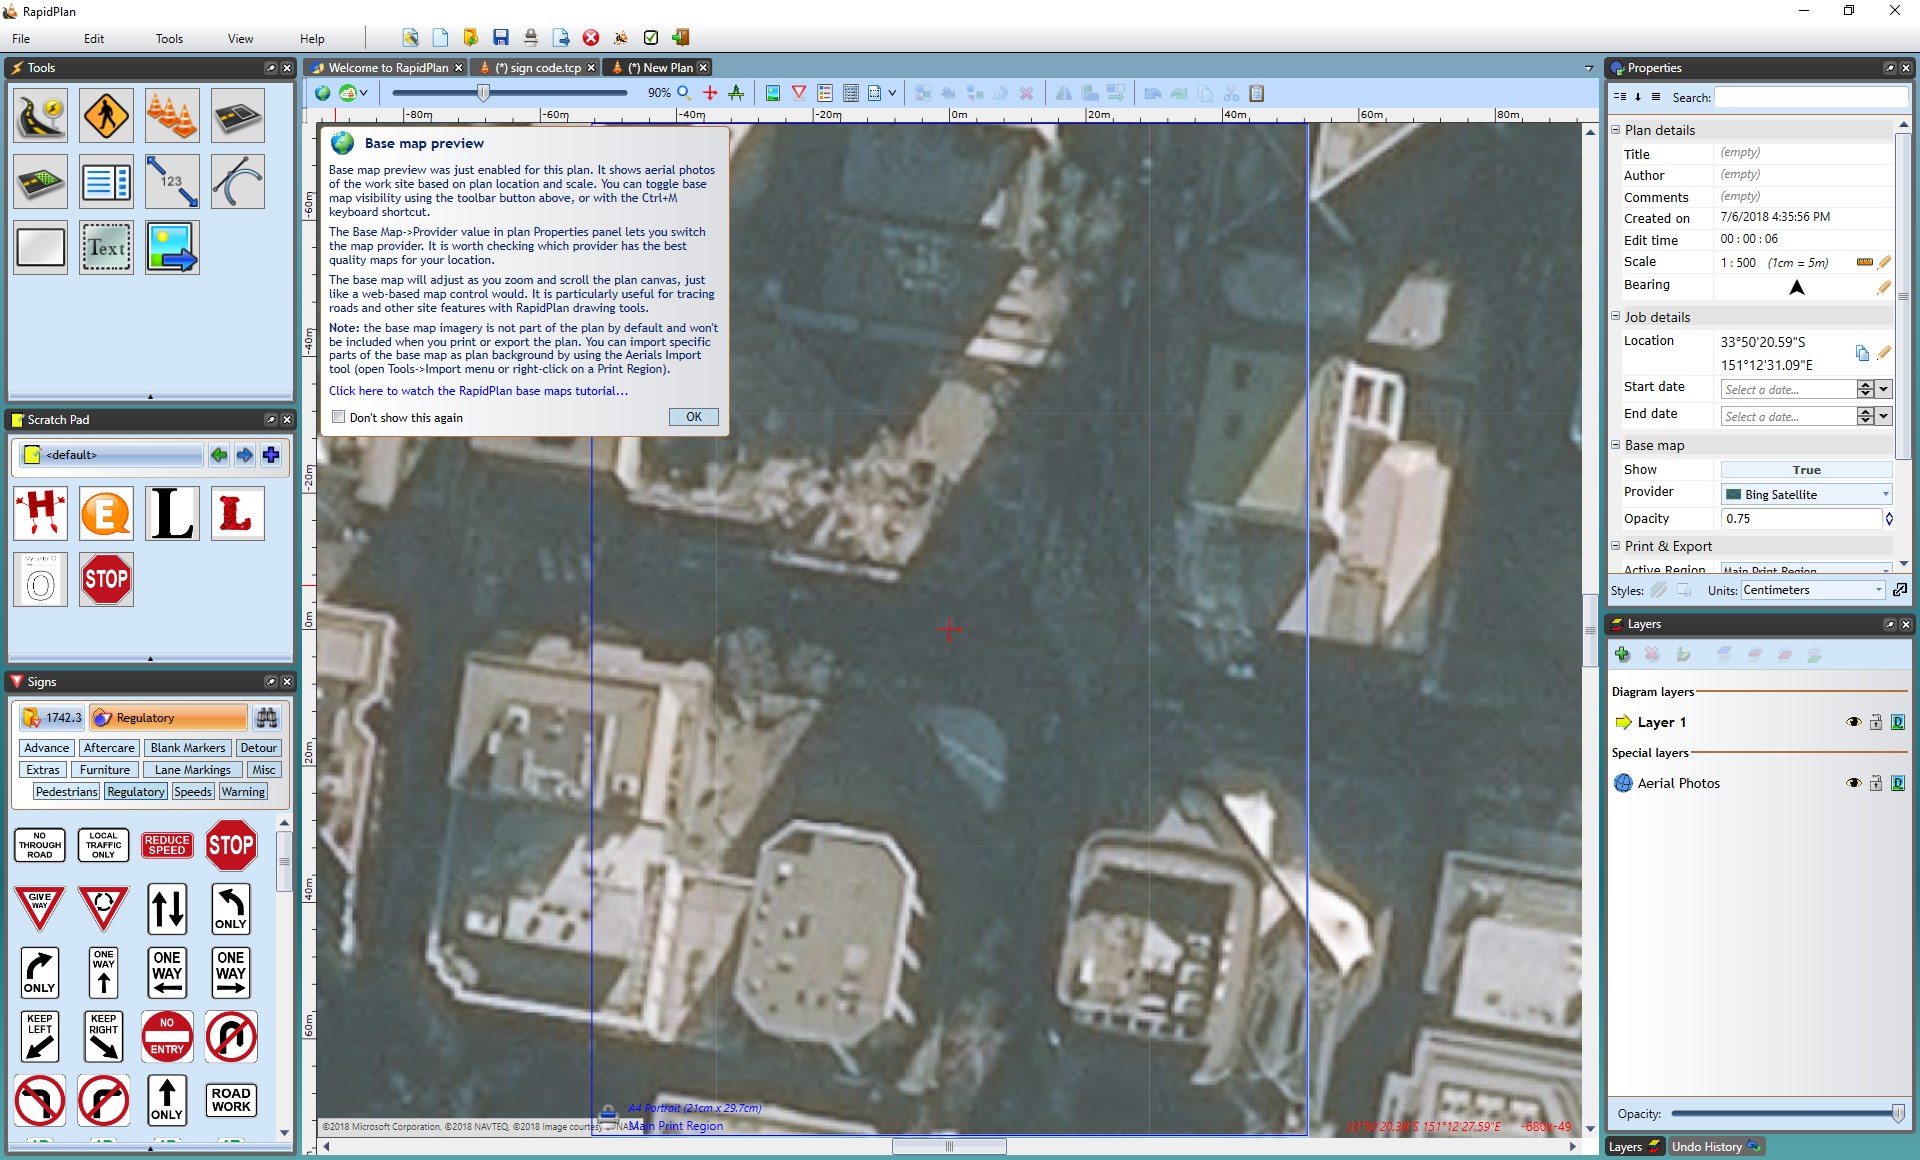 RapidPlan
File Edit Tools View Help
Tools
Welcome to RapidPlan
(*) sign code.tcp
(*) New Plan
Properties
90%
Search:
-80m -60m -40m -20m 0m 20m 40m 60m 80m
-60m
-40m
-20m
0m
20m
40m
60m
123
Text
Base map preview
Base map preview was just enabled for this plan. It shows aerial photos
of the work site based on plan location and scale. You can toggle base
map visibility using the toolbar button above, or with the Ctrl+M
keyboard shortcut.
The Base Map->Provider value in plan Properties panel lets you switch
the map provider. It is worth checking which provider has the best
quality maps for your location.
The base map will adjust as you zoom and scroll the plan canvas, just
like a web-based map control would. It is particularly useful for tracing
roads and other site features with RapidPlan drawing tools.
Note: the base map imagery is not part of the plan by default and won't
be included when you print or export the plan. You can import specific
parts of the base map as plan background by using the Aerials Import
tool (open Tools->Import menu or right-click on a Print Region).
Click here to watch the RapidPlan base maps tutorial...
Don't show this again
OK
Scratch Pad
<default>
H
E
L
L
O
STOP
Signs
1742.3
Regulatory
Advance Aftercare Blank Markers Detour
Extras Furniture Lane Markings Misc
Pedestrians Regulatory Speeds Warning
NO THROUGH ROAD
LOCAL TRAFFIC ONLY
REDUCE SPEED
STOP
GIVE WAY
ONLY
ONLY
ONE WAY
ONE WAY
ONE WAY
KEEP LEFT
KEEP RIGHT
NO ENTRY
ONLY
ROAD WORK
A4 Portrait (21cm x 29.7cm)
Main Print Region
©2018 Microsoft Corporation, ©2018 NAVTEQ, ©2018 Image courtesy
151°12'27.59"E
-680x-49
Plan details
Title (empty)
Author (empty)
Comments (empty)
Created on 7/6/2018 4:35:56 PM
Edit time 00:00:06
Scale 1:500 (1cm = 5m)
Bearing
Job details
Location 33°50'20.59"S
151°12'31.09"E
Start date Select a date...
End date Select a date...
Base map
Show True
Provider Bing Satellite
Opacity 0.75
Print & Export
Active Region Main Print Region
Styles: Units: Centimeters
Layers
Diagram layers
Layer 1
D
Special layers
Aerial Photos
D
Opacity:
Layers Undo History